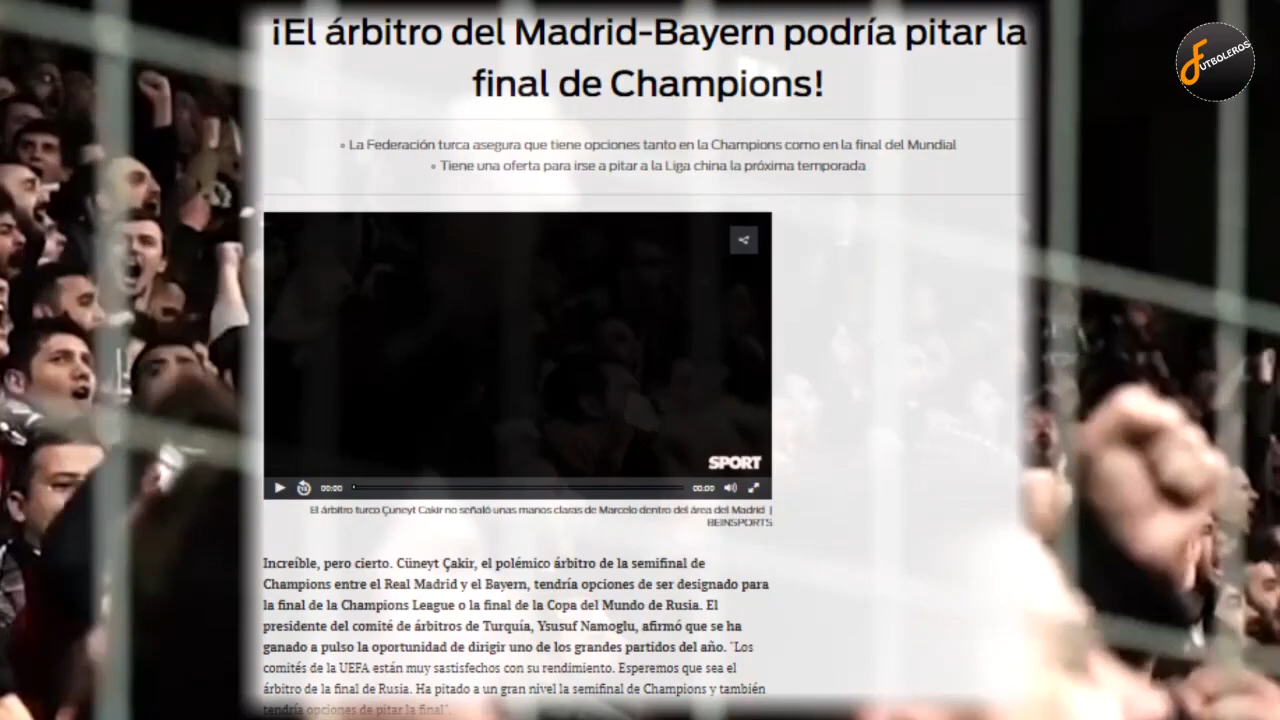 ¡El árbitro del Madrid-Bayern podría pitar la
final de Champions!
FUTBOLEROS
◦ La Federación turca asegura que tiene opciones tanto en la Champions como en la final del Mundial
◦ Tiene una oferta para irse a pitar a la Liga china la próxima temporada
SPORT
00:00 00:00
El árbitro turco Çuneyt Cakir no señaló unas manos claras de Marcelo dentro del área del Madrid |
BEINSPORTS
Increíble, pero cierto. Cüneyt Çakir, el polémico árbitro de la semifinal de
Champions entre el Real Madrid y el Bayern, tendría opciones de ser designado para
la final de la Champions League o la final de la Copa del Mundo de Rusia. El
presidente del comité de árbitros de Turquía, Ysusuf Namoglu, afirmó que se ha
ganado a pulso la oportunidad de dirigir uno de los grandes partidos del año. "Los
comités de la UEFA están muy sastisfechos con su rendimiento. Esperemos que sea el
árbitro de la final de Rusia. Ha pitado a un gran nivel la semifinal de Champions y también
tendría opciones de pitar la final".